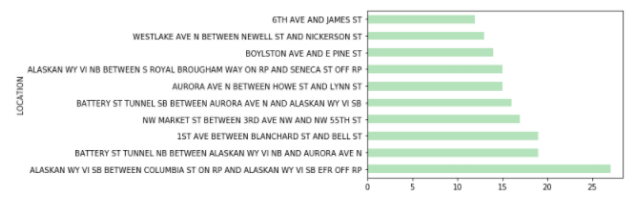 6TH AVE AND JAMES ST
WESTLAKE AVE N BETWEEN NEWELL ST AND NICKERSON ST
BOYLSTON AVE AND E PINE ST
ALASKAN WY VI NB BETWEEN S ROYAL BROUGHAM WAY ON RP AND SENECA ST OFF RP
AURORA AVE N BETWEEN HOWE ST AND LYNN ST
BATTERY ST TUNNEL SB BETWEEN AURORA AVE N AND ALASKAN WY VI SB
NW MARKET ST BETWEEN 3RD AVE NW AND NW 55TH ST
1ST AVE BETWEEN BLANCHARD ST AND BELL ST
BATTERY ST TUNNEL NB BETWEEN ALASKAN WY VI NB AND AURORA AVE N
ALASKAN WY VI SB BETWEEN COLUMBIA ST ON RP AND ALASKAN WY VI SB EFR OFF RP
LOCATION
0 5 10 15 20 25